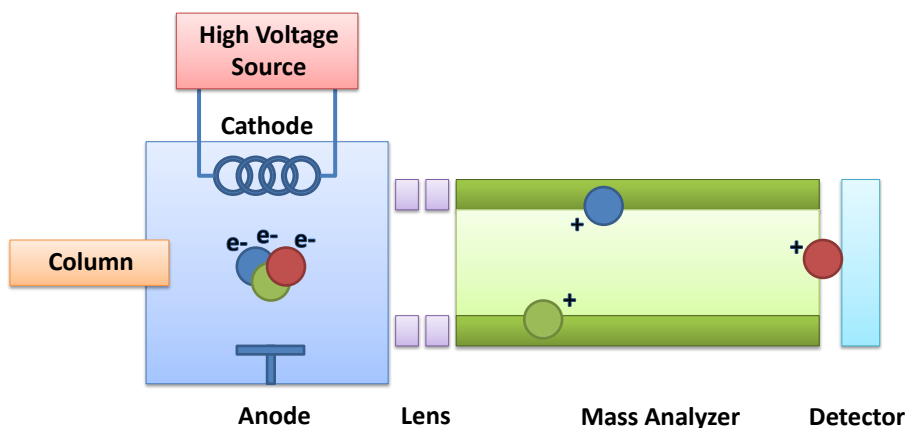 High Voltage
Source
Cathode
e-
e-
e-
Column
+
+
+
Anode
Lens
Mass Analyzer
Detector